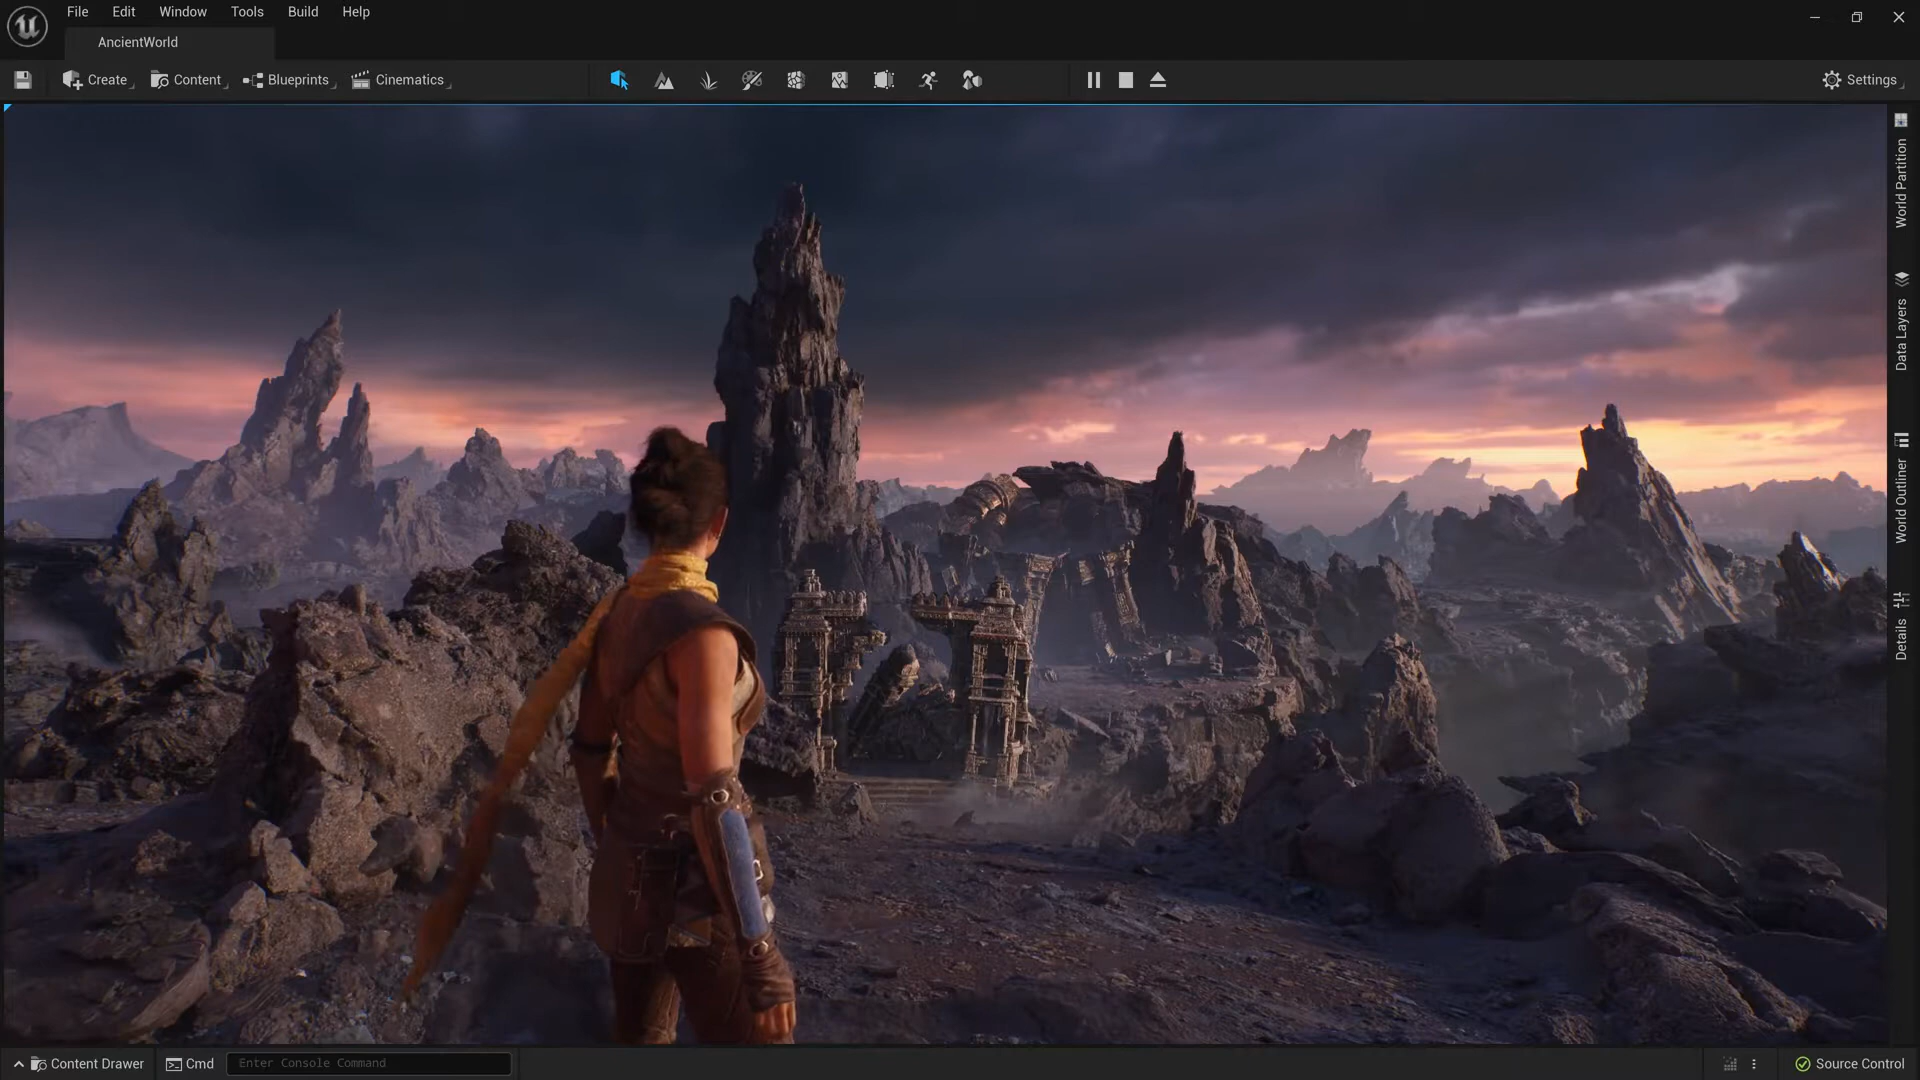 File Edit Window Tools Build Help
AncientWorld
Create Content Blueprints Cinematics Settings
World Partition
Data Layers
World Outliner
Details
Content Drawer Cmd Enter Console Command Source Control